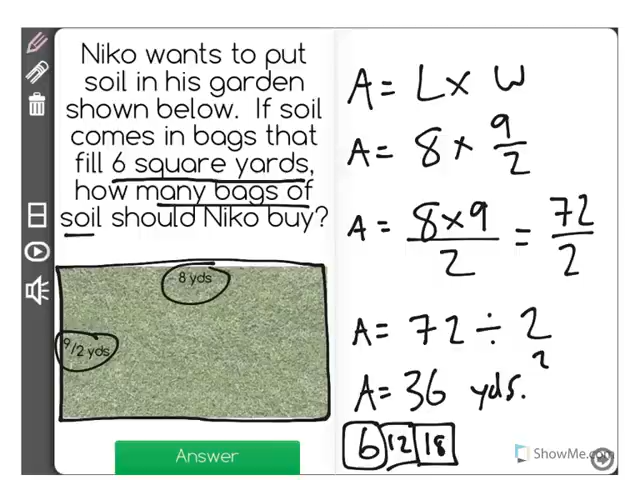 Niko wants to put
soil in his garden
shown below. If soil
comes in bags that
fill 6 square yards,
how many bags of
soil should Niko buy?
8 yds
9/2 yds
Answer
A = L x W
A = 8 x 9/2
A = 8 x 9/2 = 72/2
A = 72 ÷ 2
A = 36 yds.²
6 12 18
ShowMe.com